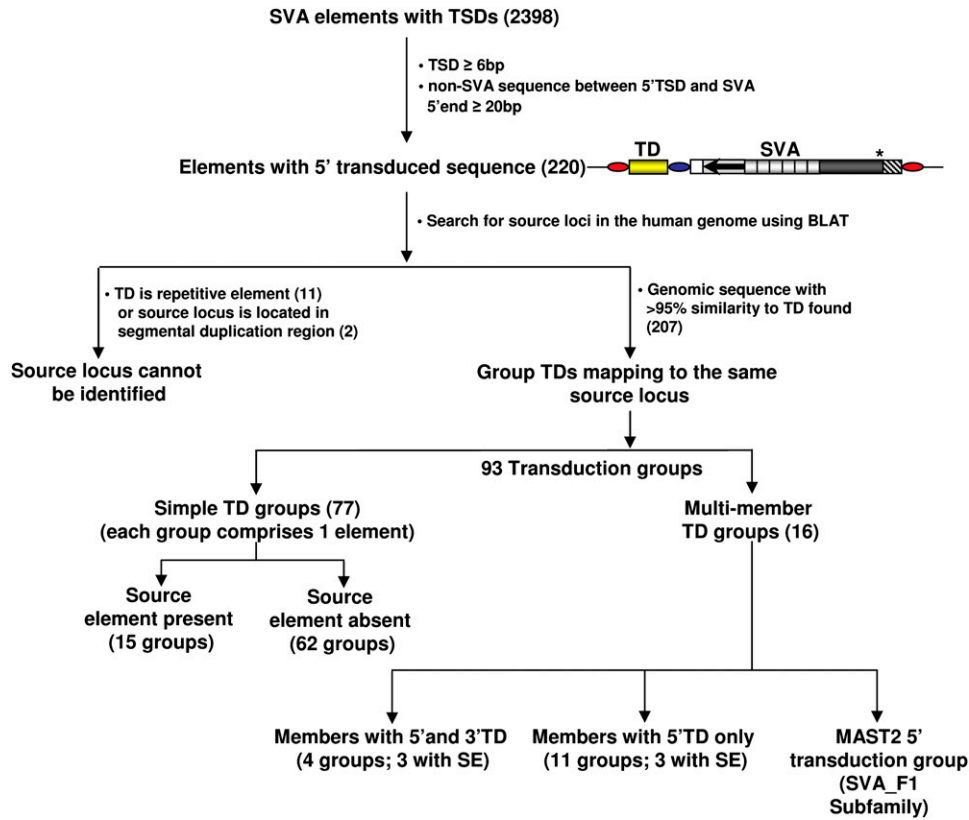 SVA elements with TSDs (2398)
• TSD ≥ 6bp
• non-SVA sequence between 5'TSD and SVA
5'end ≥ 20bp
Elements with 5' transduced sequence (220)
TD
SVA
*
• Search for source loci in the human genome using BLAT
• TD is repetitive element (11)
or source locus is located in
segmental duplication region (2)
• Genomic sequence with
>95% similarity to TD found
(207)
Source locus cannot
be identified
Group TDs mapping to the same
source locus
93 Transduction groups
Simple TD groups (77)
(each group comprises 1 element)
Multi-member
TD groups (16)
Source
element present
(15 groups)
Source
element absent
(62 groups)
Members with 5'and 3'TD
(4 groups; 3 with SE)
Members with 5'TD only
(11 groups; 3 with SE)
MAST2 5'
transduction group
(SVA_F1
Subfamily)